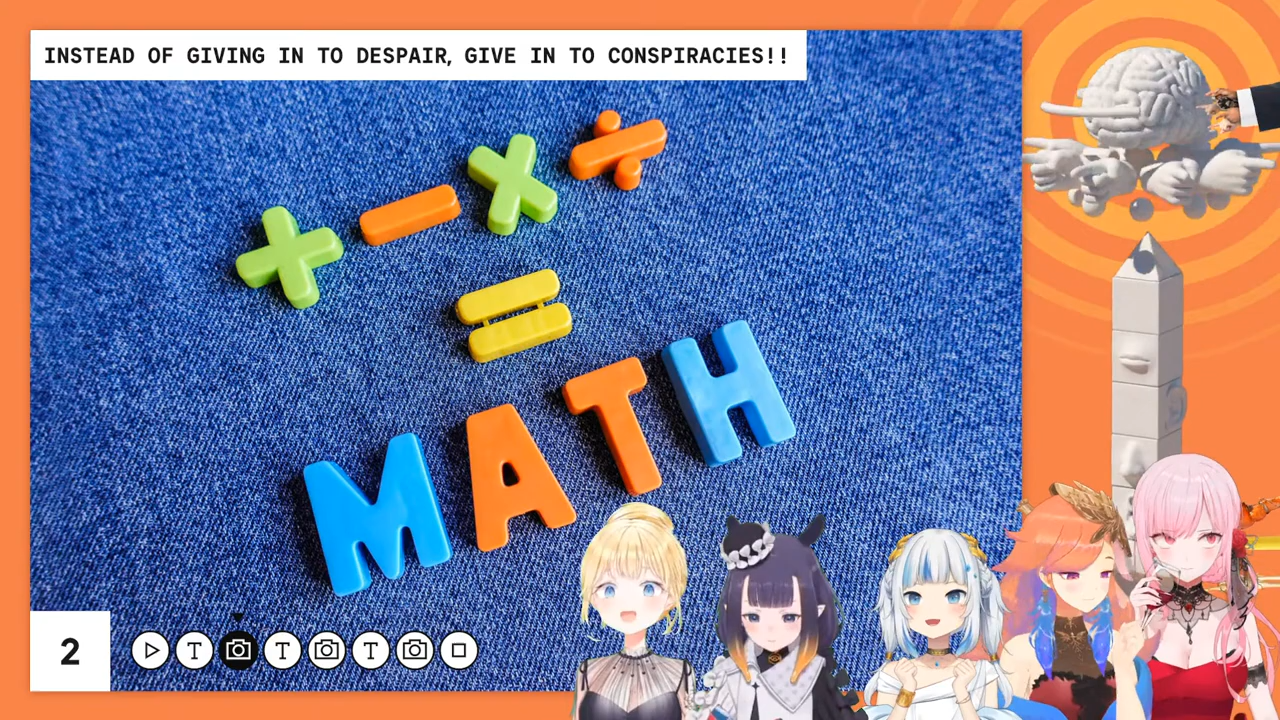 INSTEAD OF GIVING IN TO DESPAIR, GIVE IN TO CONSPIRACIES!!
+ − × ÷
=
MATH
2
T T T